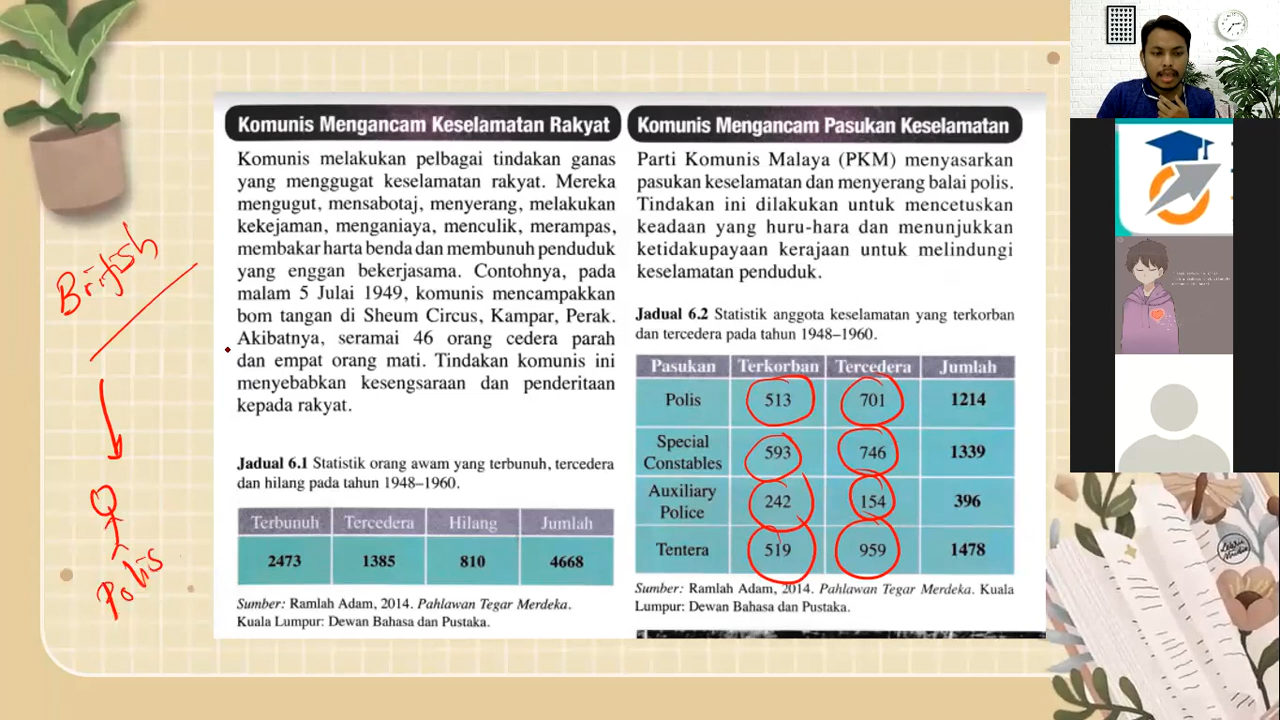 Komunis Mengancam Keselamatan Rakyat
Komunis melakukan pelbagai tindakan ganas
yang menggugat keselamatan rakyat. Mereka
mengugut, mensabotaj, menyerang, melakukan
kekejaman, menganiaya, menculik, merampas,
membakar harta benda dan membunuh penduduk
yang enggan bekerjasama. Contohnya, pada
malam 5 Julai 1949, komunis mencampakkan
bom tangan di Sheum Circus, Kampar, Perak.
Akibatnya, seramai 46 orang cedera parah
dan empat orang mati. Tindakan komunis ini
menyebabkan kesengsaraan dan penderitaan
kepada rakyat.
Jadual 6.1 Statistik orang awam yang terbunuh, tercedera
dan hilang pada tahun 1948–1960.
Terbunuh Tercedera Hilang Jumlah
2473 1385 810 4668
Sumber: Ramlah Adam, 2014. Pahlawan Tegar Merdeka.
Kuala Lumpur: Dewan Bahasa dan Pustaka.
Komunis Mengancam Pasukan Keselamatan
Parti Komunis Malaya (PKM) menyasarkan
pasukan keselamatan dan menyerang balai polis.
Tindakan ini dilakukan untuk mencetuskan
keadaan yang huru-hara dan menunjukkan
ketidakupayaan kerajaan untuk melindungi
keselamatan penduduk.
Jadual 6.2 Statistik anggota keselamatan yang terkorban
dan tercedera pada tahun 1948–1960.
Pasukan Terkorban Tercedera Jumlah
Polis 513 701 1214
Special
Constables 593 746 1339
Auxiliary
Police 242 154 396
Tentera 519 959 1478
Sumber: Ramlah Adam, 2014. Pahlawan Tegar Merdeka. Kuala
Lumpur: Dewan Bahasa dan Pustaka.
British
Polis